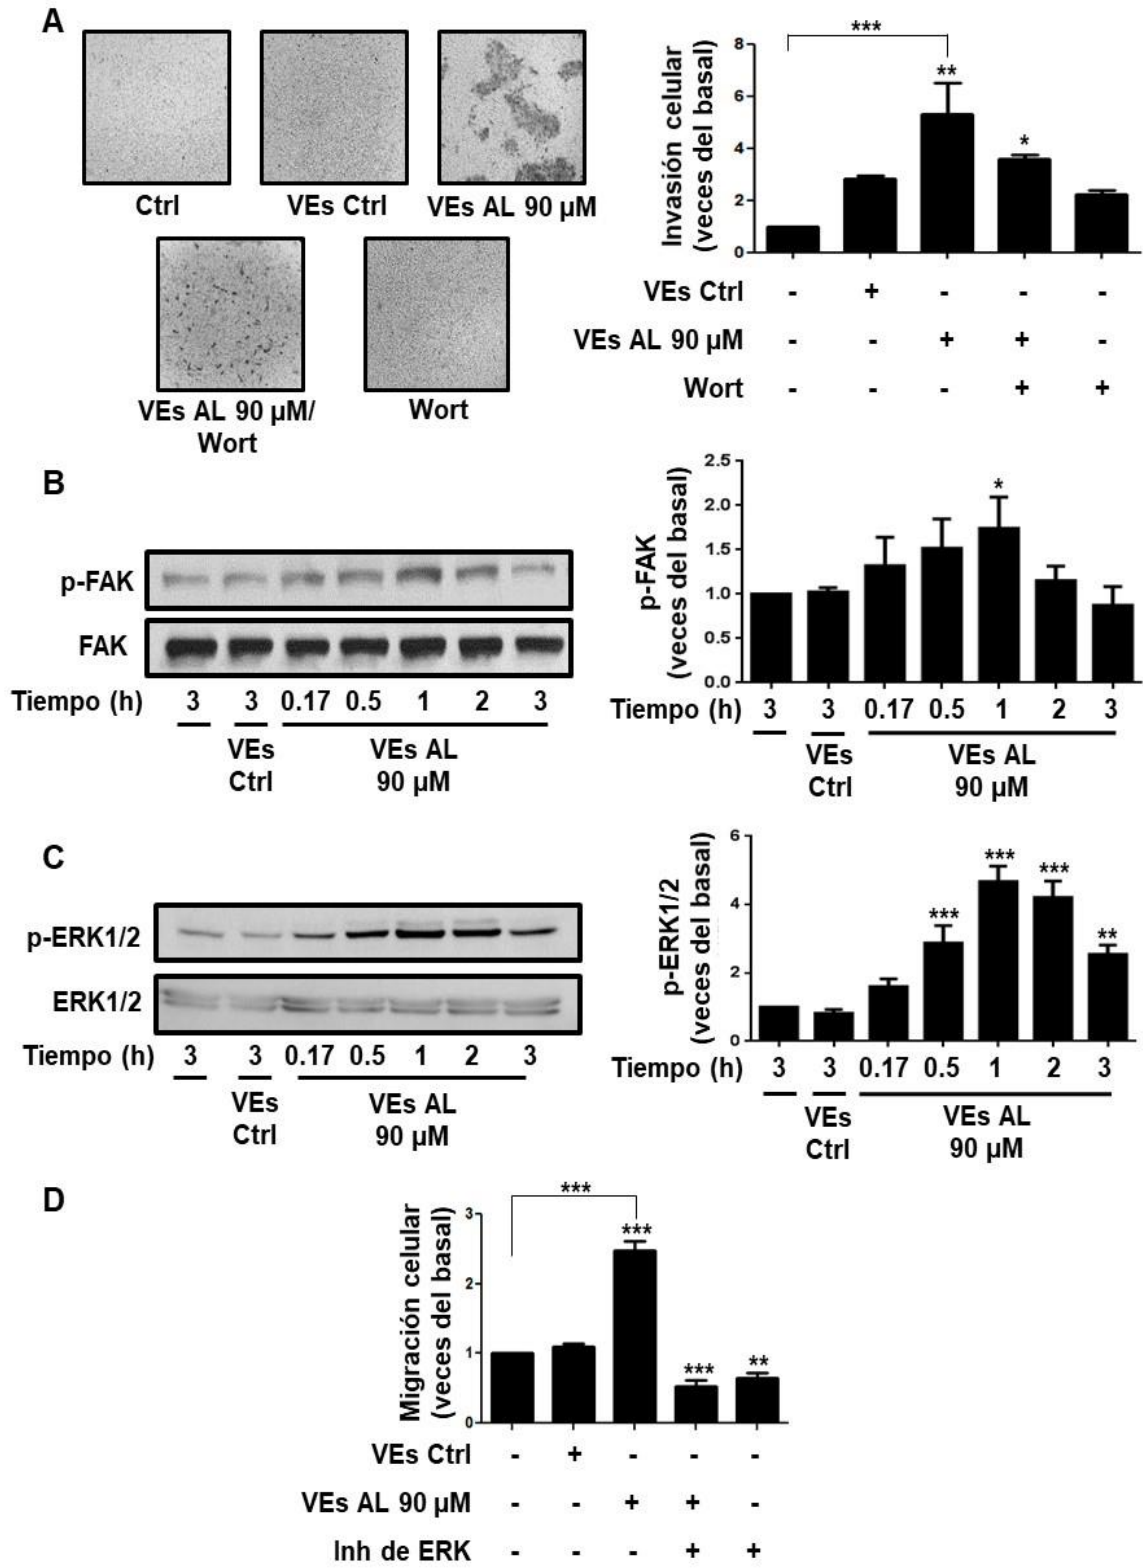 A
Ctrl
VEs Ctrl
VEs AL 90 µM
VEs AL 90 µM/
Wort
Wort
Invasión celular
(veces del basal)
8
6
4
2
0
***
**
*
VEs Ctrl - + - - -
VEs AL 90 µM - - + + -
Wort - - - + +
B
p-FAK
FAK
Tiempo (h) 3 3 0.17 0.5 1 2 3
VEs
Ctrl
VEs AL
90 µM
p-FAK
(veces del basal)
2.5
2.0
1.5
1.0
0.5
0.0
*
Tiempo (h) 3 3 0.17 0.5 1 2 3
VEs
Ctrl
VEs AL
90 µM
C
p-ERK1/2
ERK1/2
Tiempo (h) 3 3 0.17 0.5 1 2 3
VEs
Ctrl
VEs AL
90 µM
p-ERK1/2
(veces del basal)
6
4
2
0
***
***
***
**
Tiempo (h) 3 3 0.17 0.5 1 2 3
VEs
Ctrl
VEs AL
90 µM
D
Migración celular
(veces del basal)
3
2
1
0
***
***
***
**
VEs Ctrl - + - - -
VEs AL 90 µM - - + + -
Inh de ERK - - - + +